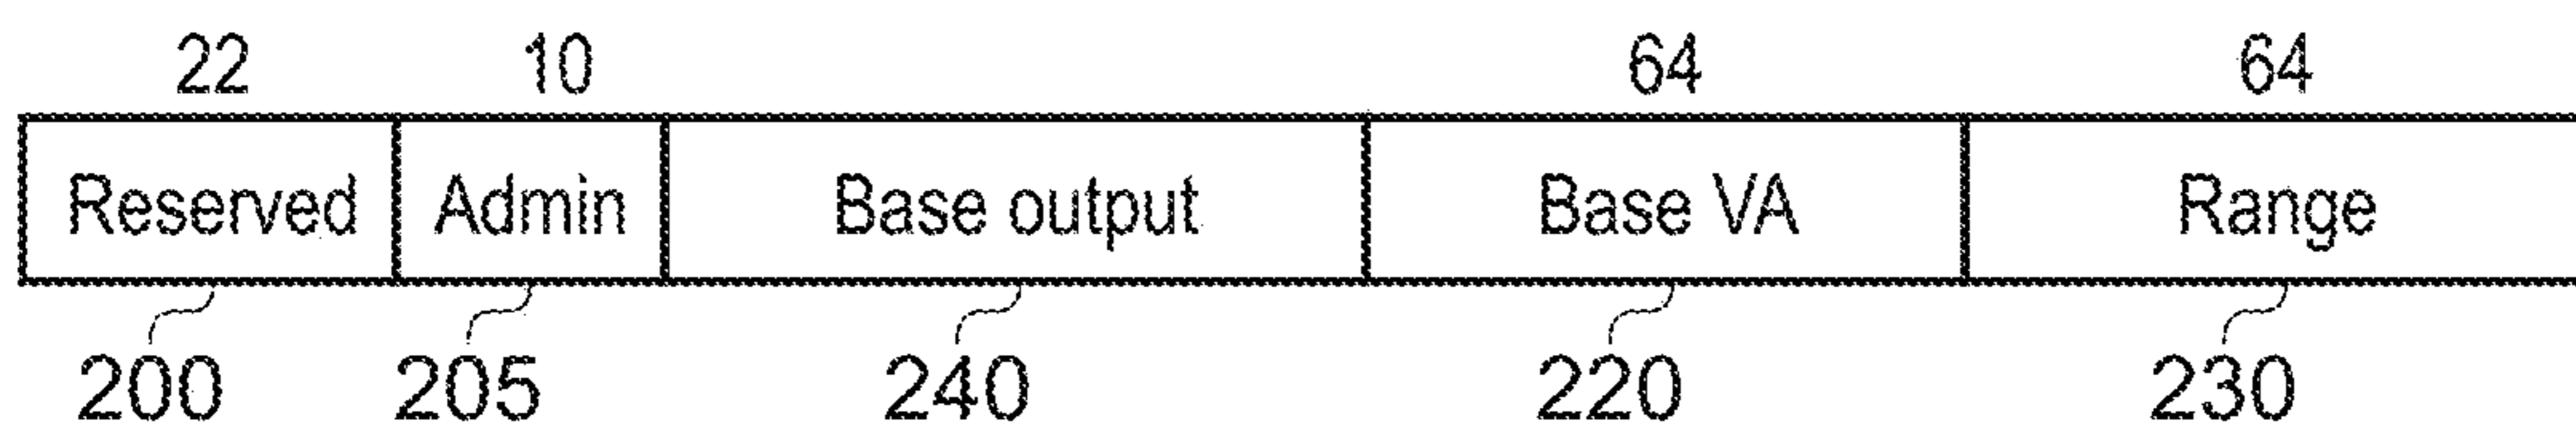 22 10 64 64
Reserved Admin Base output Base VA Range
200 205 240 220 230